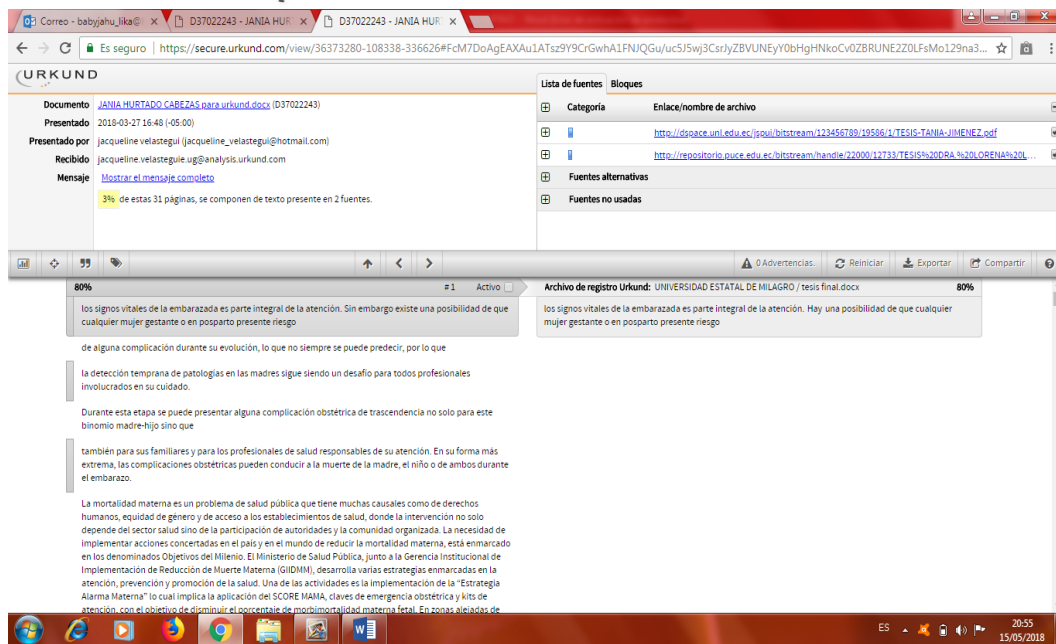 Correo - babyjahu_lika@
D37022243 - JANIA HUR
D37022243 - JANIA HUR
Es seguro | https://secure.urkund.com/view/36373280-108338-336626#
URKUND
Lista de fuentes Bloques
Documento JANIA HURTADO CABEZAS para urkund.docx (D37022243)
Categoría Enlace/nombre de archivo
Presentado 2018-03-27 16:48 (-05:00)
http://dspace.unl.edu.ec/jspui/bitstream/123456789/19586/1/TESIS-TANIA-JIMENEZ.pdf
Presentado por jacqueline velastegui (jacqueline_velastegui@hotmail.com)
http://repositorio.puce.edu.ec/bitstream/handle/22000/12733/TESIS%20DRA.%20LORENA%20L...
Recibido jacqueline.velasteguie.ug@analysis.urkund.com
Fuentes alternativas
Mensaje Mostrar el mensaje completo
Fuentes no usadas
3% de estas 31 páginas, se componen de texto presente en 2 fuentes.
0 Advertencias. Reiniciar Exportar Compartir
80% #1 Activo
Archivo de registro Urkund: UNIVERSIDAD ESTATAL DE MILAGRO / tesis final.docx 80%
los signos vitales de la embarazada es parte integral de la atención. Sin embargo existe una posibilidad de que
cualquier mujer gestante o en posparto presente riesgo
los signos vitales de la embarazada es parte integral de la atención. Hay una posibilidad de que cualquier
mujer gestante o en posparto presente riesgo
de alguna complicación durante su evolución, lo que no siempre se puede predecir, por lo que
la detección temprana de patologías en las madres sigue siendo un desafío para todos profesionales
involucrados en su cuidado.
Durante esta etapa se puede presentar alguna complicación obstétrica de trascendencia no solo para este
binomio madre-hijo sino que
también para sus familiares y para los profesionales de salud responsables de su atención. En su forma más
extrema, las complicaciones obstétricas pueden conducir a la muerte de la madre, el niño o de ambos durante
el embarazo.
La mortalidad materna es un problema de salud pública que tiene muchas causales como de derechos
humanos, equidad de género y de acceso a los establecimientos de salud, donde la intervención no solo
depende del sector salud sino de la participación de autoridades y la comunidad organizada. La necesidad de
implementar acciones concertadas en el país y en el mundo de reducir la mortalidad materna, está enmarcado
en los denominados Objetivos del Milenio. El Ministerio de Salud Pública, junto a la Gerencia Institucional de
Implementación de Reducción de Muerte Materna (GIIDMM), desarrolla varias estrategias enmarcadas en la
atención, prevención y promoción de la salud. Una de las actividades es la implementación de la “Estrategia
Alarma Materna” lo cual implica la aplicación del SCORE MAMA, claves de emergencia obstétrica y kits de
atención, con el objetivo de disminuir el porcentaje de morbimortalidad materna fetal. En zonas alejadas de
ES
20:55
15/05/2018